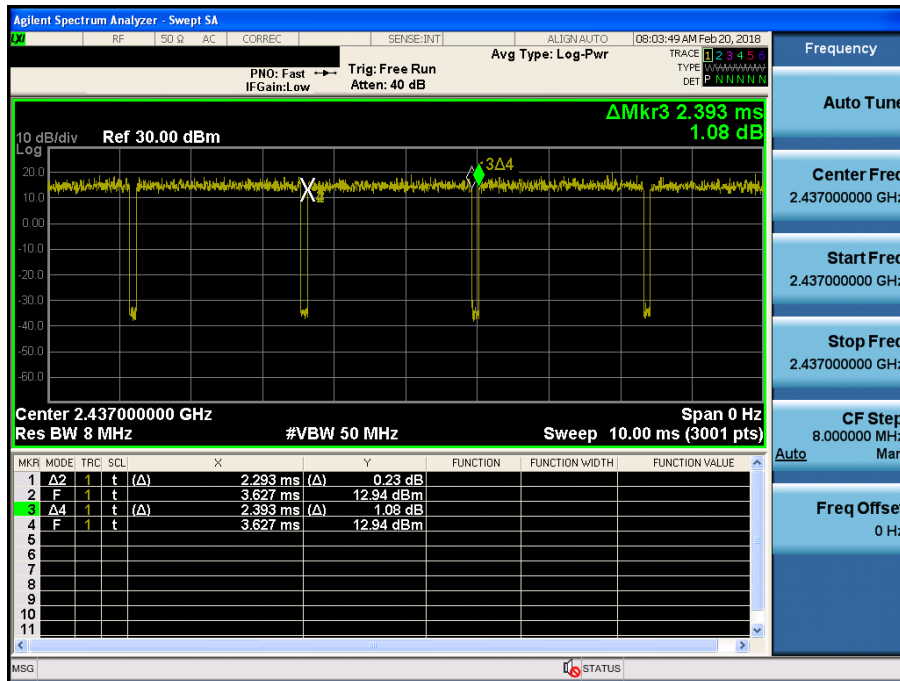 Agilent Spectrum Analyzer - Swept SA
LXI RF 50 Ω AC CORREC SENSE:INT ALIGN AUTO 08:03:49 AM Feb 20, 2018
PNO: Fast Trig: Free Run Avg Type: Log-Pwr TRACE 1 2 3 4 5 6
IFGain:Low Atten: 40 dB TYPE WWWWWW
DET P N N N N N
Frequency
ΔMkr3 2.393 ms
1.08 dB
10 dB/div Ref 30.00 dBm
Log
20.0
10.0
0.00
-10.0
-20.0
-30.0
-40.0
-50.0
-60.0
3Δ4
Center 2.437000000 GHz Span 0 Hz
Res BW 8 MHz #VBW 50 MHz Sweep 10.00 ms (3001 pts)
MKR MODE TRC SCL X Y FUNCTION FUNCTION WIDTH FUNCTION VALUE
1 Δ2 1 t (Δ) 2.293 ms (Δ) 0.23 dB
2 F 1 t 3.627 ms 12.94 dBm
3 Δ4 1 t (Δ) 2.393 ms (Δ) 1.08 dB
4 F 1 t 3.627 ms 12.94 dBm
5
6
7
8
9
10
11
MSG STATUS
Auto Tune
Center Freq
2.437000000 GHz
Start Freq
2.437000000 GHz
Stop Freq
2.437000000 GHz
CF Step
8.000000 MHz
Auto Man
Freq Offset
0 Hz